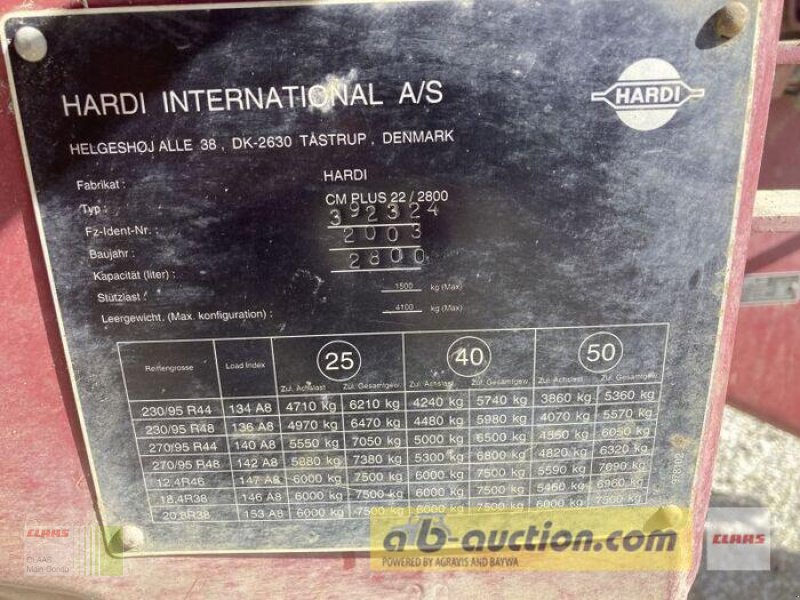 HARDI INTERNATIONAL A/S
HARDI
HELGESHØJ ALLE 38, DK-2630 TÅSTRUP, DENMARK
Fabrikat : HARDI
Typ : CM PLUS 22 / 2800
Fz-Ident-Nr. : 392324
Baujahr : 2003
Kapacität (liter) : 2800
Stützlast : 1500 kg (Max)
Leergewicht. (Max. konfiguration) : 4100 kg (Max)
Reifengrosse Load Index 25 40 50
Zul. Achslast Zul. Gesamtgew. Zul. Achslast Zul. Gesamtgew. Zul. Achslast Zul. Gesamtgew.
230/95 R44 134 A8 4710 kg 6210 kg 4240 kg 5740 kg 3860 kg 5360 kg
230/95 R48 136 A8 4970 kg 6470 kg 4480 kg 5980 kg 4070 kg 5570 kg
270/95 R44 140 A8 5550 kg 7050 kg 5000 kg 6500 kg 4550 kg 6050 kg
270/95 R48 142 A8 5880 kg 7380 kg 5300 kg 6800 kg 4820 kg 6320 kg
12.4R46 147 A8 6000 kg 7500 kg 6000 kg 7500 kg 5590 kg 7090 kg
18.4R38 146 A8 6000 kg 7500 kg 6000 kg 7500 kg 5460 kg 6960 kg
20.8R38 153 A8 6000 kg 7500 kg 6000 kg 7500 kg 6000 kg 7500 kg
CLAAS
CLAAS
Main-Donau
ab-auction.com
POWERED BY AGRAVIS AND BAYWA
CLAAS